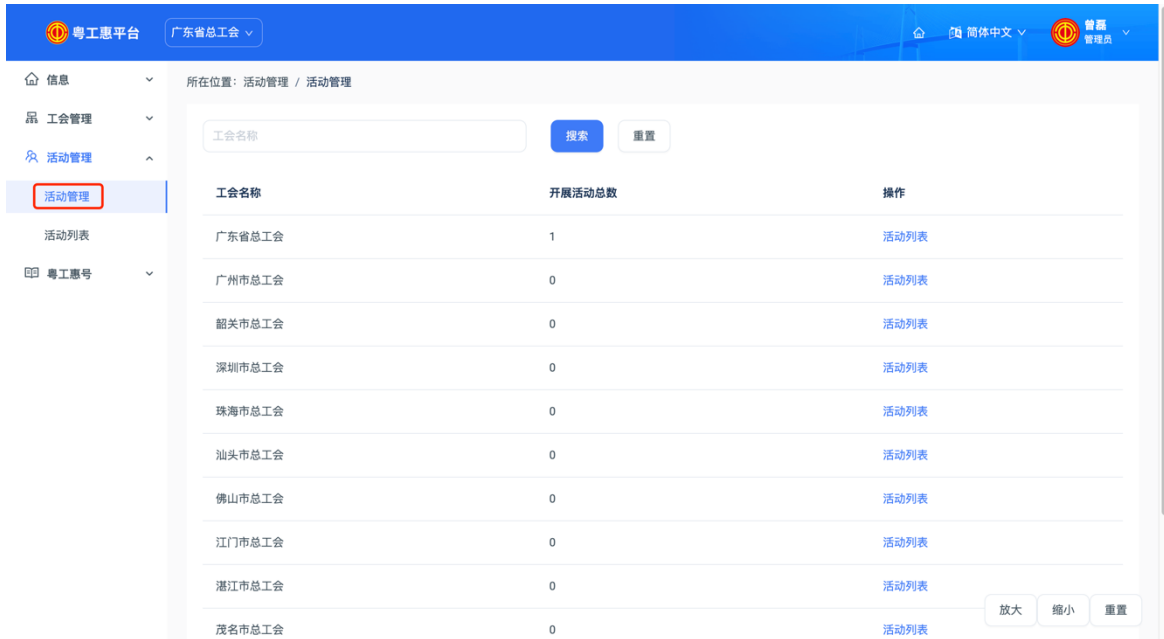 粤工惠平台 广东省总工会 简体中文 曾磊
管理员
信息
工会管理
活动管理
活动管理
活动列表
粤工惠号
所在位置：活动管理 / 活动管理
工会名称 搜索 重置
工会名称 开展活动总数 操作
广东省总工会 1 活动列表
广州市总工会 0 活动列表
韶关市总工会 0 活动列表
深圳市总工会 0 活动列表
珠海市总工会 0 活动列表
汕头市总工会 0 活动列表
佛山市总工会 0 活动列表
江门市总工会 0 活动列表
湛江市总工会 0 活动列表
茂名市总工会 0 活动列表
放大 缩小 重置